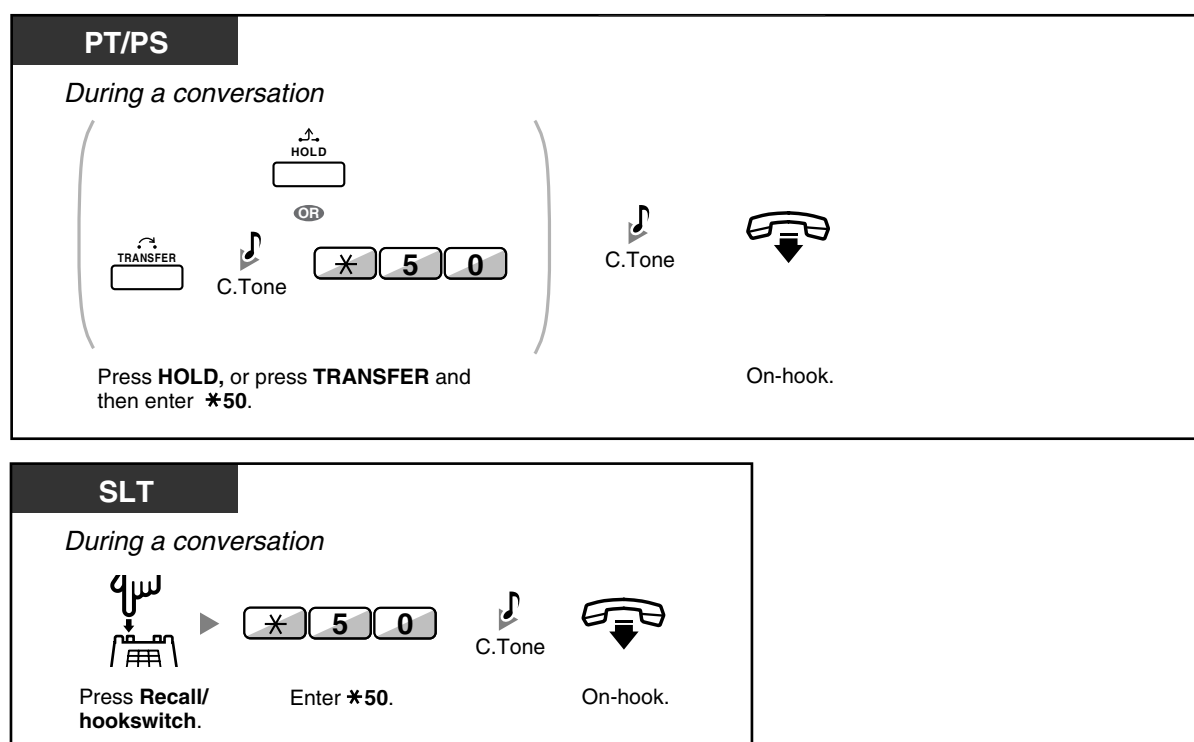 PT/PS
During a conversation
HOLD
OR
TRANSFER
C.Tone
* 5 0
C.Tone
Press HOLD, or press TRANSFER and
then enter *50.
On-hook.
SLT
During a conversation
* 5 0
C.Tone
Press Recall/
hookswitch.
Enter *50.
On-hook.